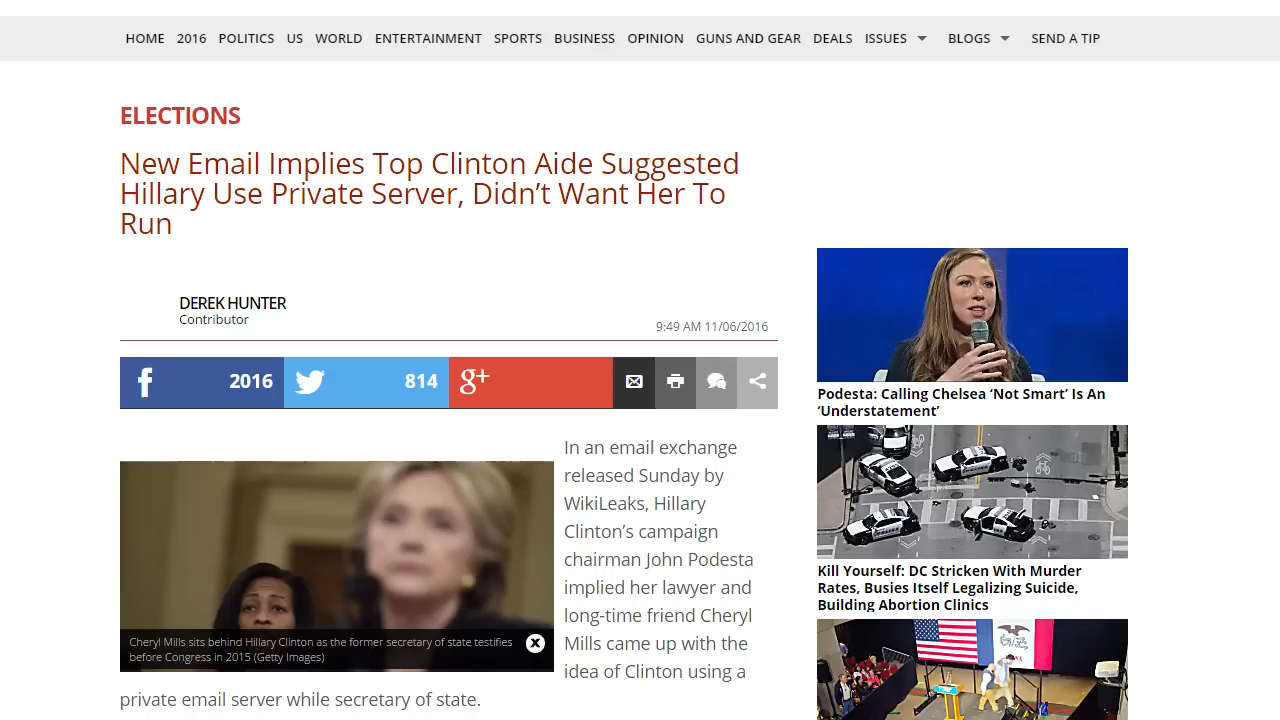 HOME 2016 POLITICS US WORLD ENTERTAINMENT SPORTS BUSINESS OPINION GUNS AND GEAR DEALS ISSUES BLOGS SEND A TIP
ELECTIONS
New Email Implies Top Clinton Aide Suggested
Hillary Use Private Server, Didn’t Want Her To
Run
DEREK HUNTER
Contributor
9:49 AM 11/06/2016
f 2016 814 g+
In an email exchange
released Sunday by
WikiLeaks, Hillary
Clinton’s campaign
chairman John Podesta
implied her lawyer and
long-time friend Cheryl
Mills came up with the
idea of Clinton using a
private email server while secretary of state.
Cheryl Mills sits behind Hillary Clinton as the former secretary of state testifies
before Congress in 2015 (Getty Images)
Podesta: Calling Chelsea ‘Not Smart’ Is An
‘Understatement’
Kill Yourself: DC Stricken With Murder
Rates, Busies Itself Legalizing Suicide,
Building Abortion Clinics